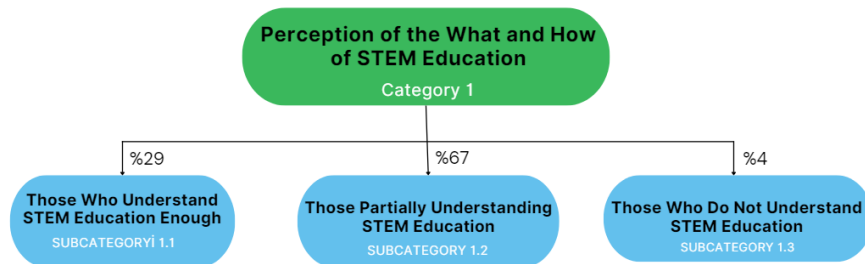 Perception of the What and How
of STEM Education
Category 1
%29
%67
%4
Those Who Understand
STEM Education Enough
SUBCATEGORYİ 1.1
Those Partially Understanding
STEM Education
SUBCATEGORY 1.2
Those Who Do Not Understand
STEM Education
SUBCATEGORY 1.3